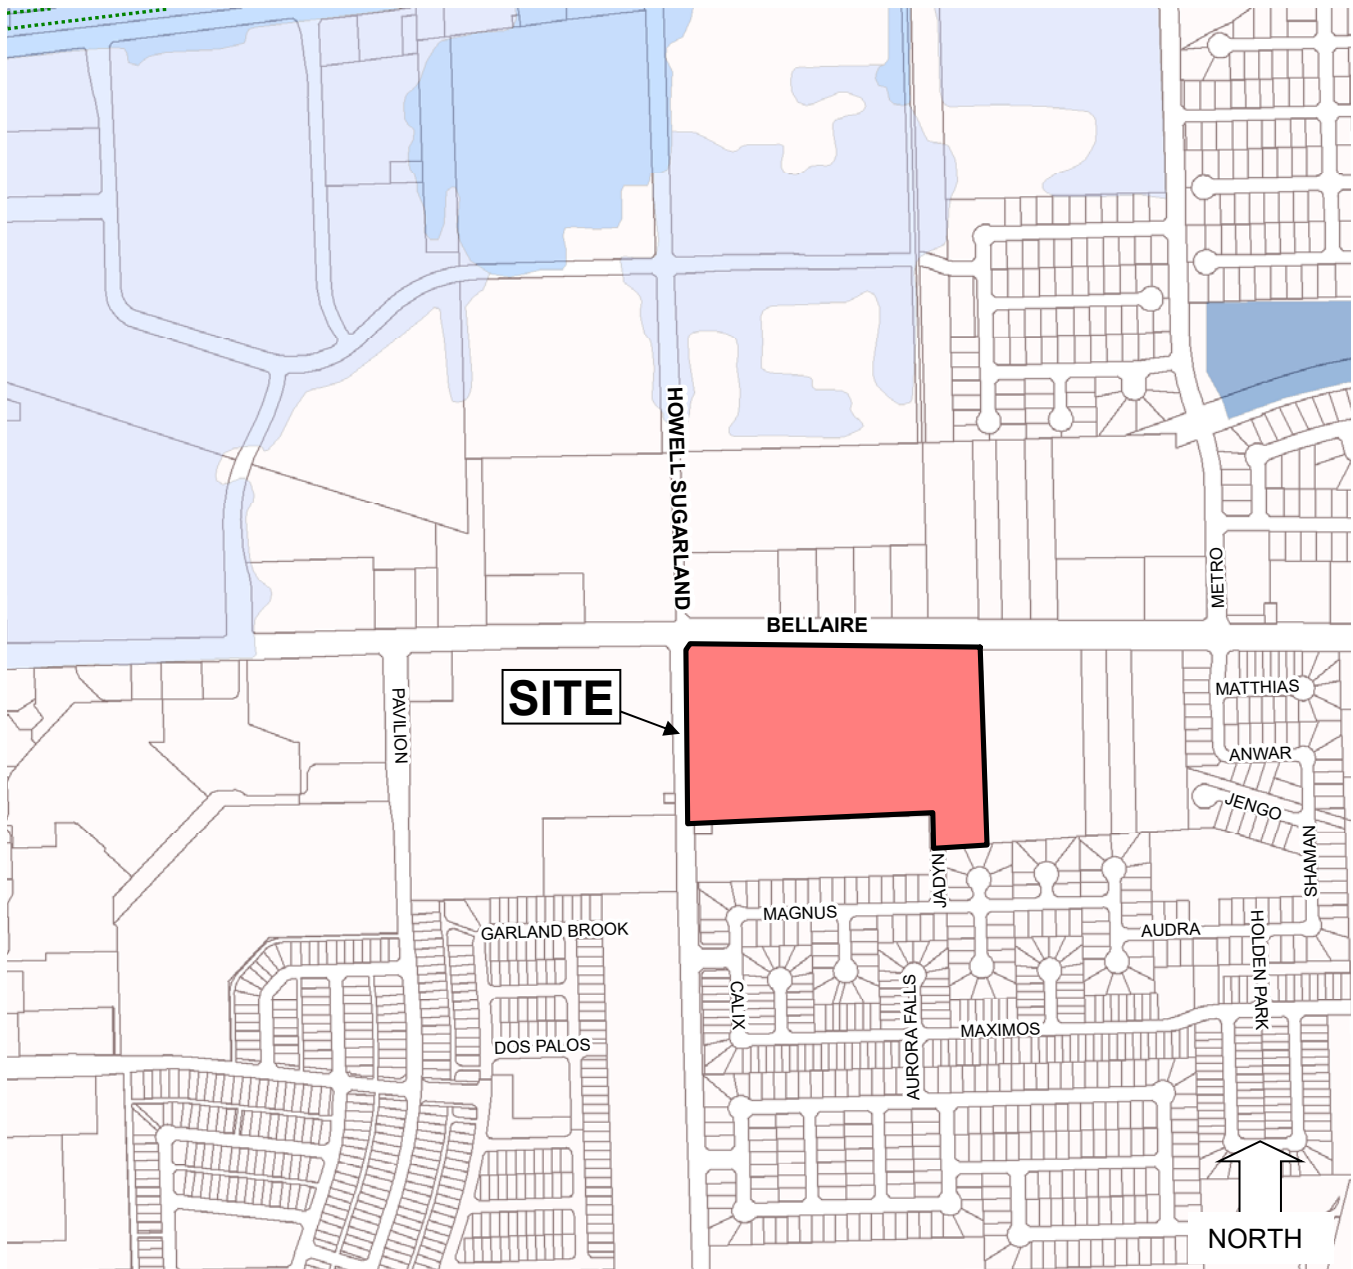 HOWELL SUGARLAND
METRO
BELLAIRE
SITE
PAVILION
MATTHIAS
ANWAR
JENGO
SHAMAN
JADYN
MAGNUS
GARLAND BROOK
AUDRA
HOLDEN PARK
CALIX
AURORA FALLS
MAXIMOS
DOS PALOS
NORTH